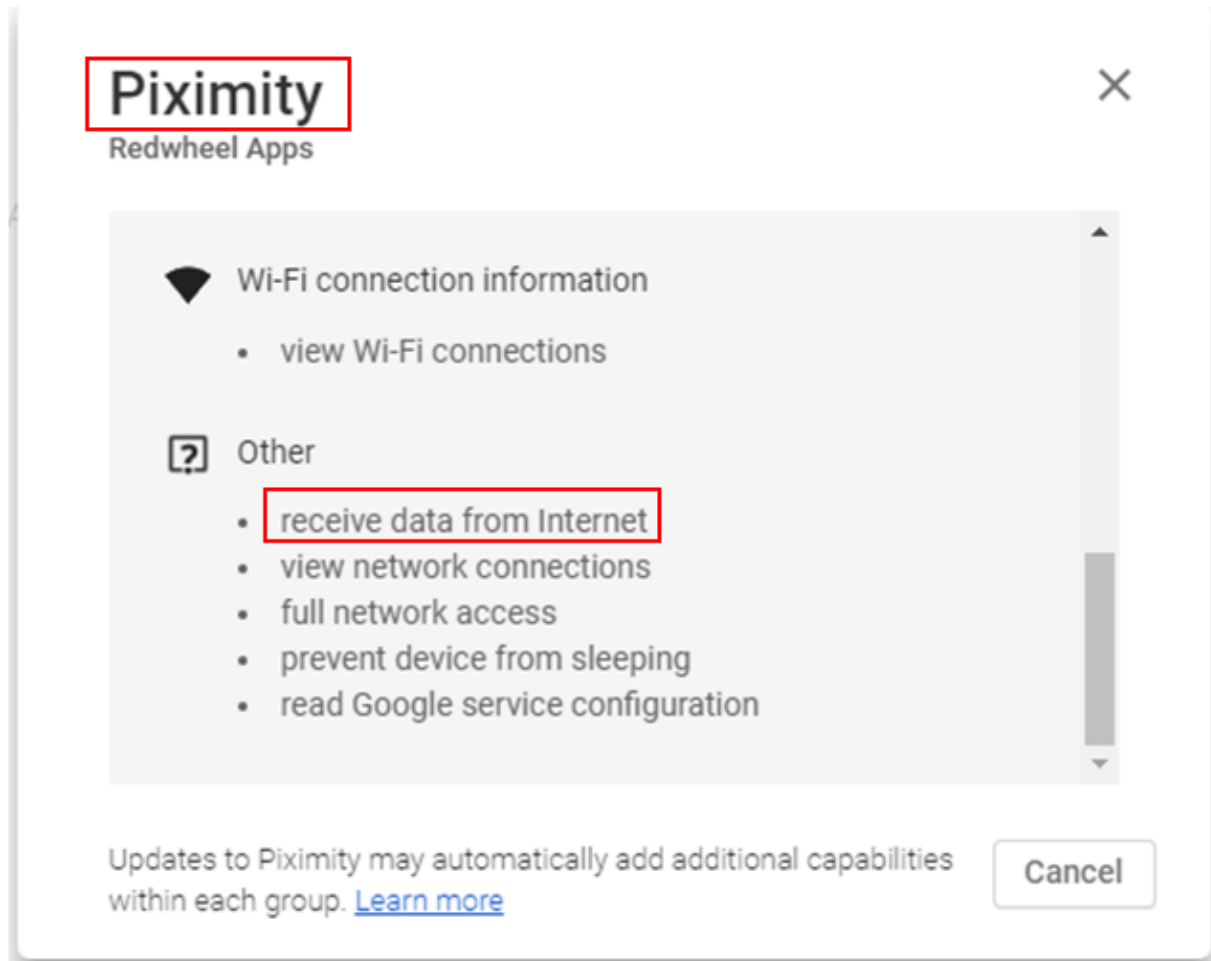 Piximity
Redwheel Apps
Wi-Fi connection information
• view Wi-Fi connections
Other
• receive data from Internet
• view network connections
• full network access
• prevent device from sleeping
• read Google service configuration
Updates to Piximity may automatically add additional capabilities
within each group. Learn more
Cancel